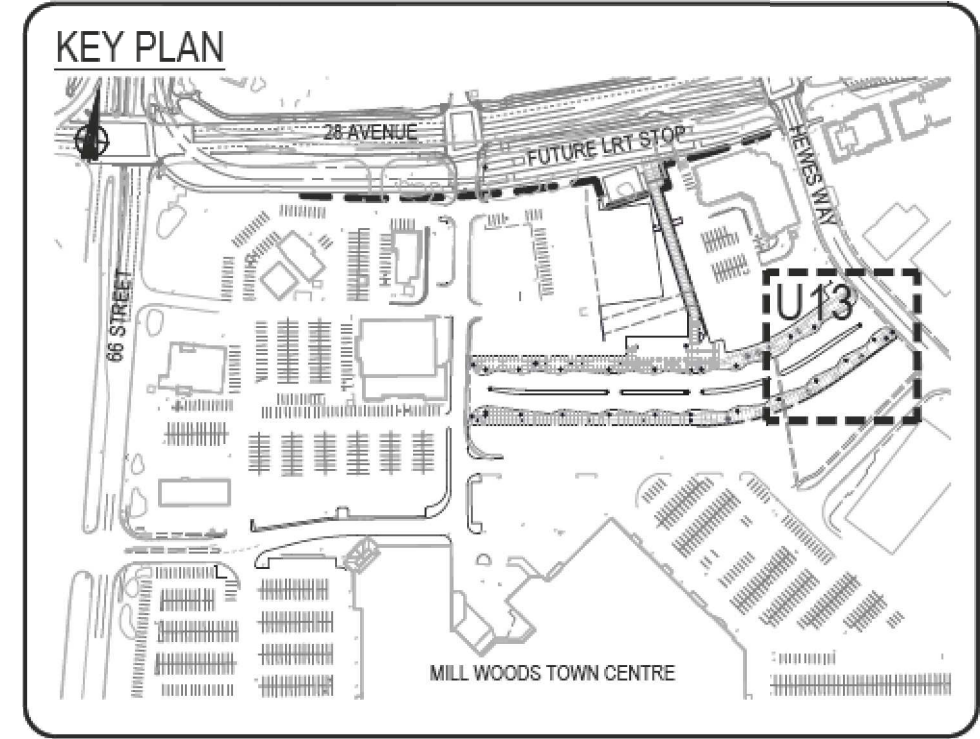 KEY PLAN
28 AVENUE
FUTURE LRT STOP
HEWES WAY
66 STREET
U13
MILL WOODS TOWN CENTRE